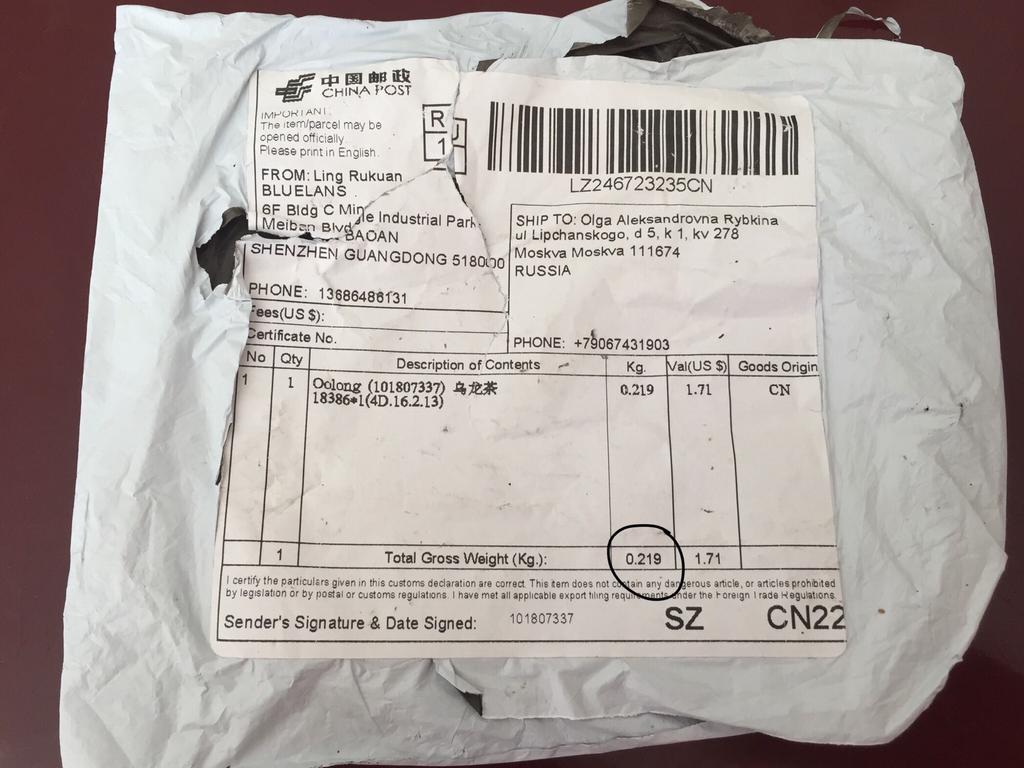 中国邮政
CHINA POST
IMPORTANT:
The item/parcel may be
opened officially.
Please print in English.
R
1
U
LZ246723235CN
FROM: Ling Rukuan
BLUELANS
6F Bldg C Min le Industrial Park
Meiban Blvd BAOAN
SHENZHEN GUANGDONG 518000
PHONE: 13686486131
Fees(US $):
Certificate No.
SHIP TO: Olga Aleksandrovna Rybkina
ul Lipchanskogo, d 5, k 1, kv 278
Moskva Moskva 111674
RUSSIA
PHONE: +79067431903
No Qty Description of Contents Kg. Val(US $) Goods Origin
1 1 Oolong (101807337) 乌龙茶 0.219 1.71 CN
18386*1(4D.16.2.13)
1 Total Gross Weight (Kg.): 0.219 1.71
I certify the particulars given in this customs declaration are correct. This item does not contain any dangerous article, or articles prohibited
by legislation or by postal or customs regulations. I have met all applicable export filing requirements under the Foreign Trade Regulations.
Sender's Signature & Date Signed: 101807337 SZ CN22